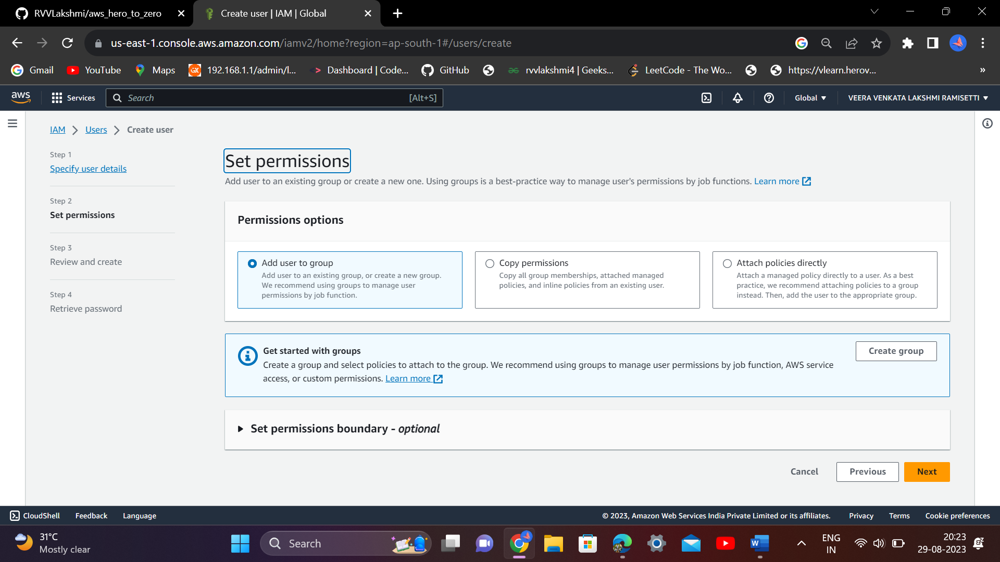 RVVLakshmi/aws_hero_to_zero
Create user | IAM | Global
us-east-1.console.aws.amazon.com/iamv2/home?region=ap-south-1#/users/create
Gmail
YouTube
Maps
192.168.1.1/admin/l...
Dashboard | Code...
GitHub
rvvlakshmi4 | Geeks...
LeetCode - The Wo...
https://vlearn.herov...
»
aws
Services
Search
[Alt+S]
Global
VEERA VENKATA LAKSHMI RAMISETTI
IAM
Users
Create user
Step 1
Specify user details
Step 2
Set permissions
Step 3
Review and create
Step 4
Retrieve password
Set permissions
Add user to an existing group or create a new one. Using groups is a best-practice way to manage user's permissions by job functions. Learn more
Permissions options
Add user to group
Add user to an existing group, or create a new group.
We recommend using groups to manage user
permissions by job function.
Copy permissions
Copy all group memberships, attached managed
policies, and inline policies from an existing user.
Attach policies directly
Attach a managed policy directly to a user. As a best
practice, we recommend attaching policies to a group
instead. Then, add the user to the appropriate group.
Get started with groups
Create a group and select policies to attach to the group. We recommend using groups to manage user permissions by job function, AWS service
access, or custom permissions. Learn more
Create group
Set permissions boundary - optional
Cancel
Previous
Next
CloudShell
Feedback
Language
© 2023, Amazon Web Services India Private Limited or its affiliates.
Privacy
Terms
Cookie preferences
31°C
Mostly clear
Search
ENG
IN
20:23
29-08-2023